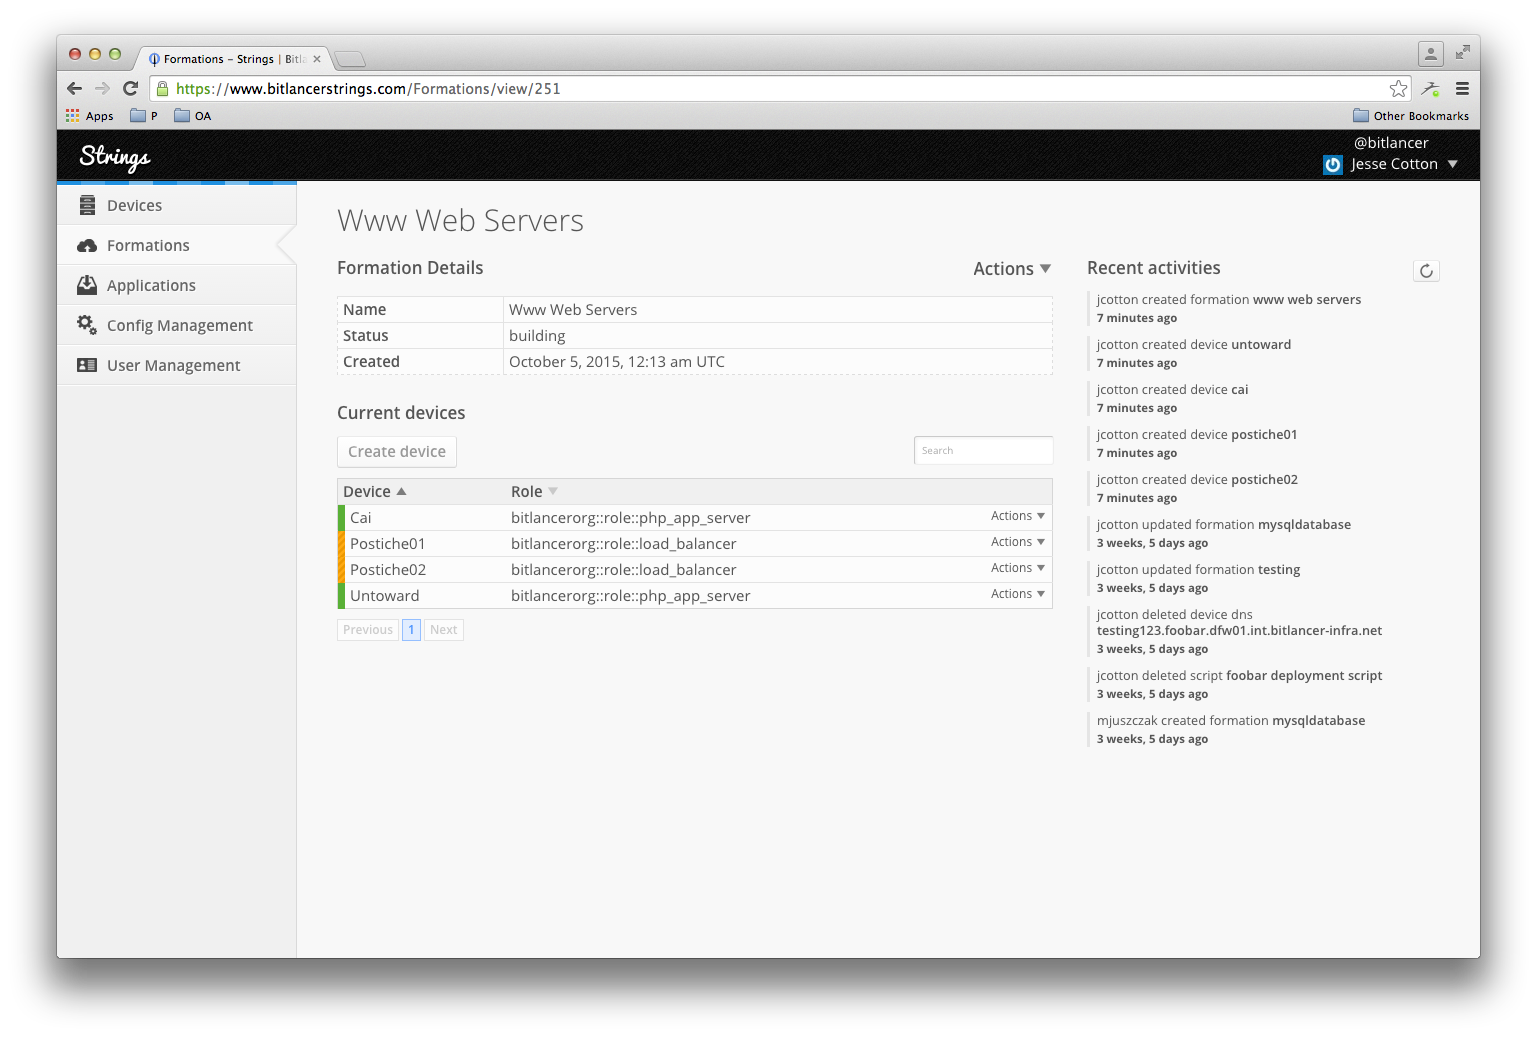 Formations – Strings | Bitla
https://www.bitlancerstrings.com/Formations/view/251
Apps P OA Other Bookmarks
Strings
@bitlancer
Jesse Cotton
Devices
Formations
Applications
Config Management
User Management
Www Web Servers
Formation Details
Actions
Name Www Web Servers
Status building
Created October 5, 2015, 12:13 am UTC
Current devices
Create device
Search
Device Role
Cai bitlancerorg::role::php_app_server Actions
Postiche01 bitlancerorg::role::load_balancer Actions
Postiche02 bitlancerorg::role::load_balancer Actions
Untoward bitlancerorg::role::php_app_server Actions
Previous 1 Next
Recent activities
jcotton created formation www web servers
7 minutes ago
jcotton created device untoward
7 minutes ago
jcotton created device cai
7 minutes ago
jcotton created device postiche01
7 minutes ago
jcotton created device postiche02
7 minutes ago
jcotton updated formation mysqldatabase
3 weeks, 5 days ago
jcotton updated formation testing
3 weeks, 5 days ago
jcotton deleted device dns
testing123.foobar.dfw01.int.bitlancer-infra.net
3 weeks, 5 days ago
jcotton deleted script foobar deployment script
3 weeks, 5 days ago
mjuszczak created formation mysqldatabase
3 weeks, 5 days ago